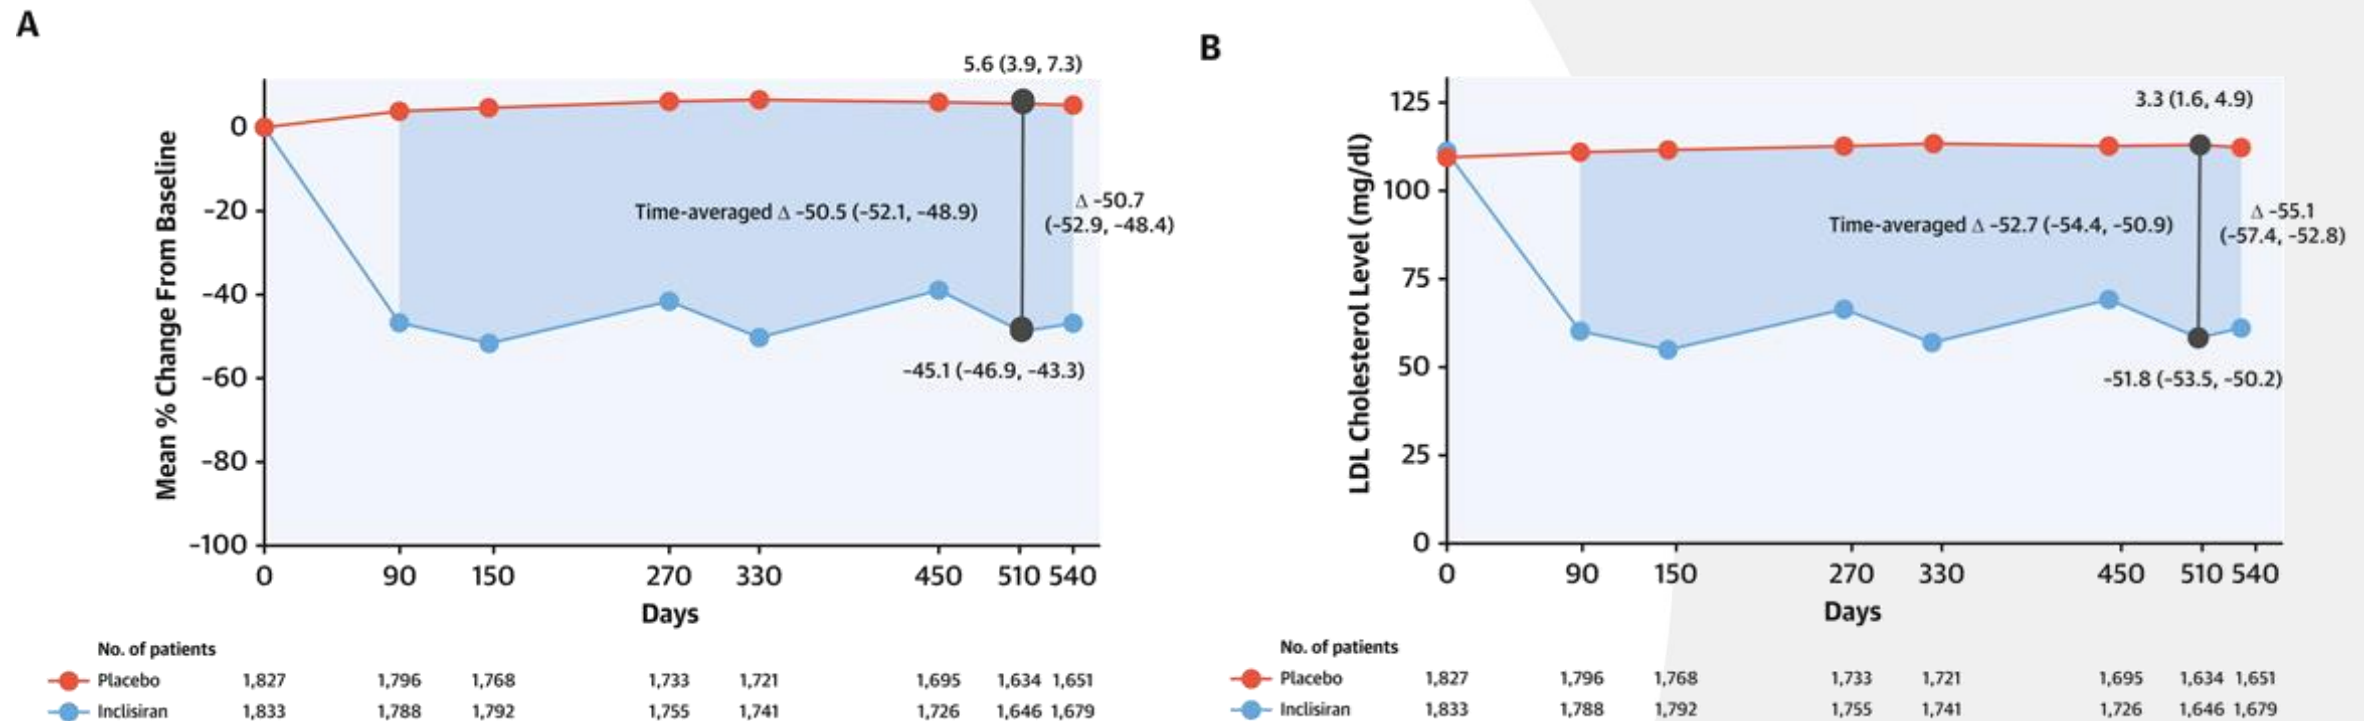 A
5.6 (3.9, 7.3)
Mean % Change From Baseline
0
-20
-40
-60
-80
-100
Time-averaged Δ -50.5 (-52.1, -48.9)
Δ -50.7
(-52.9, -48.4)
-45.1 (-46.9, -43.3)
0 90 150 270 330 450 510 540
Days
No. of patients
Placebo 1,827 1,796 1,768 1,733 1,721 1,695 1,634 1,651
Inclisiran 1,833 1,788 1,792 1,755 1,741 1,726 1,646 1,679
B
3.3 (1.6, 4.9)
LDL Cholesterol Level (mg/dl)
125
100
75
50
25
0
Time-averaged Δ -52.7 (-54.4, -50.9)
Δ -55.1
(-57.4, -52.8)
-51.8 (-53.5, -50.2)
0 90 150 270 330 450 510 540
Days
No. of patients
Placebo 1,827 1,796 1,768 1,733 1,721 1,695 1,634 1,651
Inclisiran 1,833 1,788 1,792 1,755 1,741 1,726 1,646 1,679